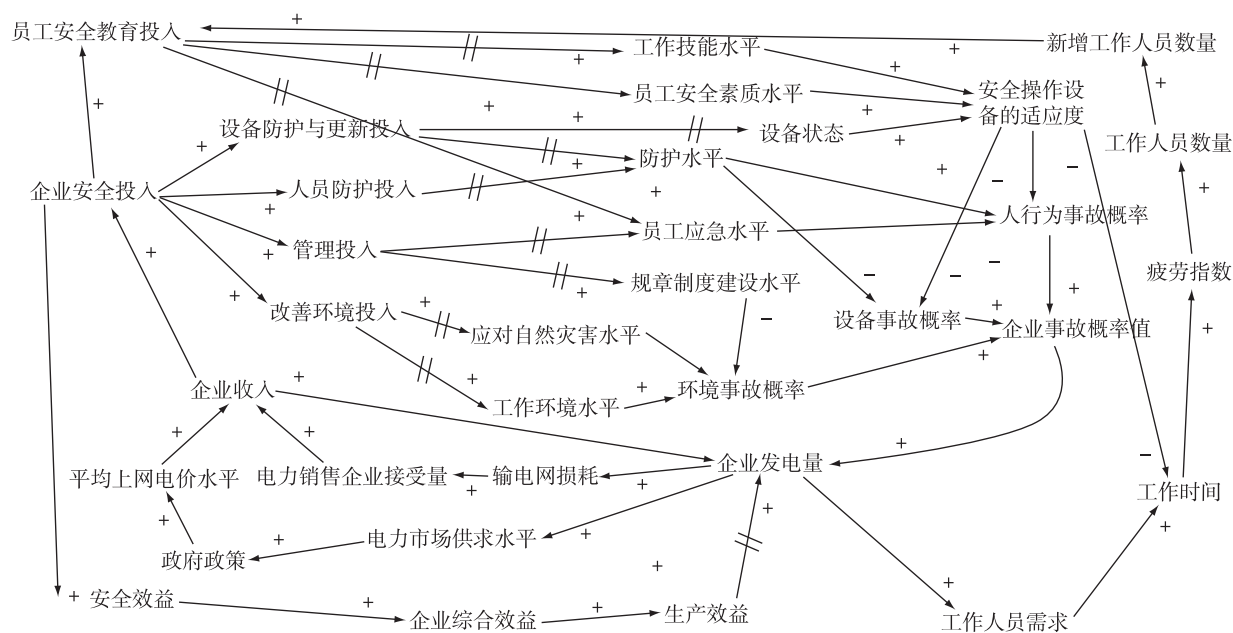 员工安全教育投入
新增工作人员数量
工作技能水平
员工安全素质水平
安全操作设
备的适应度
设备防护与更新投入
设备状态
工作人员数量
防护水平
企业安全投入
人员防护投入
人行为事故概率
员工应急水平
管理投入
疲劳指数
规章制度建设水平
改善环境投入
设备事故概率
企业事故概率值
应对自然灾害水平
企业收入
环境事故概率
工作环境水平
企业发电量
平均上网电价水平
电力销售企业接受量
输电网损耗
工作时间
电力市场供求水平
政府政策
安全效益
企业综合效益
生产效益
工作人员需求